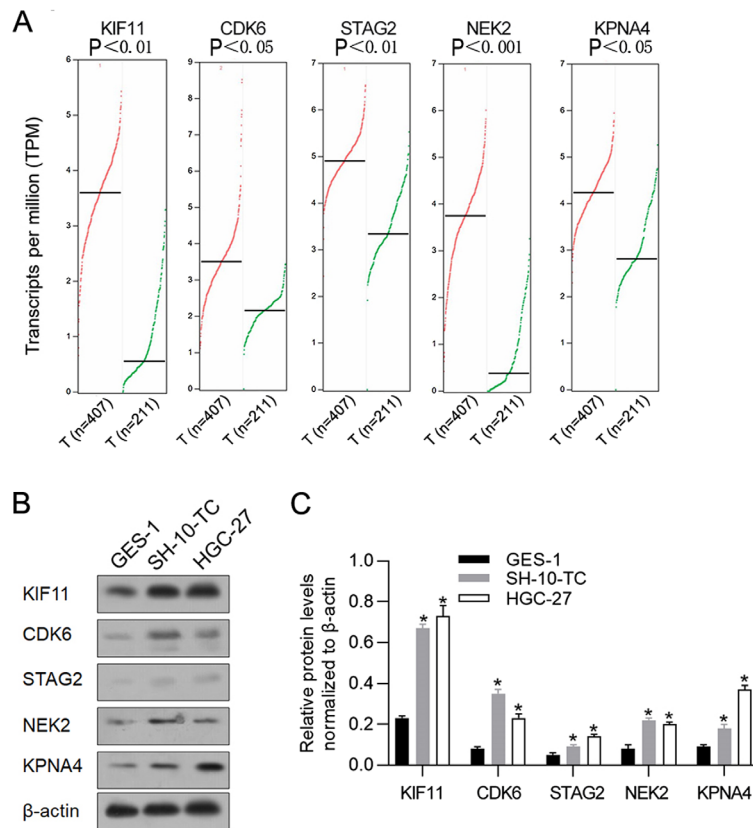 A
KIF11 CDK6 STAG2 NEK2 KPNA4
P<0.01 P<0.05 P<0.01 P<0.001 P<0.05
Transcripts per million (TPM)
6 9 7 7 7
5 8 6 6 6
4 7 5 5 5
3 6 4 4 4
2 5 3 3 3
1 4 2 2 2
0 3 1 1 1
2 0 0 0
1
0
T (n=407) T (n=211) T (n=407) T (n=211) T (n=407) T (n=211) T (n=407) T (n=211) T (n=407) T (n=211)
B
GES-1 SH-10-TC HGC-27
KIF11
CDK6
STAG2
NEK2
KPNA4
β-actin
C
Relative protein levels
normalized to β-actin
1.0
0.8
0.6
0.4
0.2
0.0
GES-1
SH-10-TC
HGC-27
* * * * * * * * * *
KIF11 CDK6 STAG2 NEK2 KPNA4